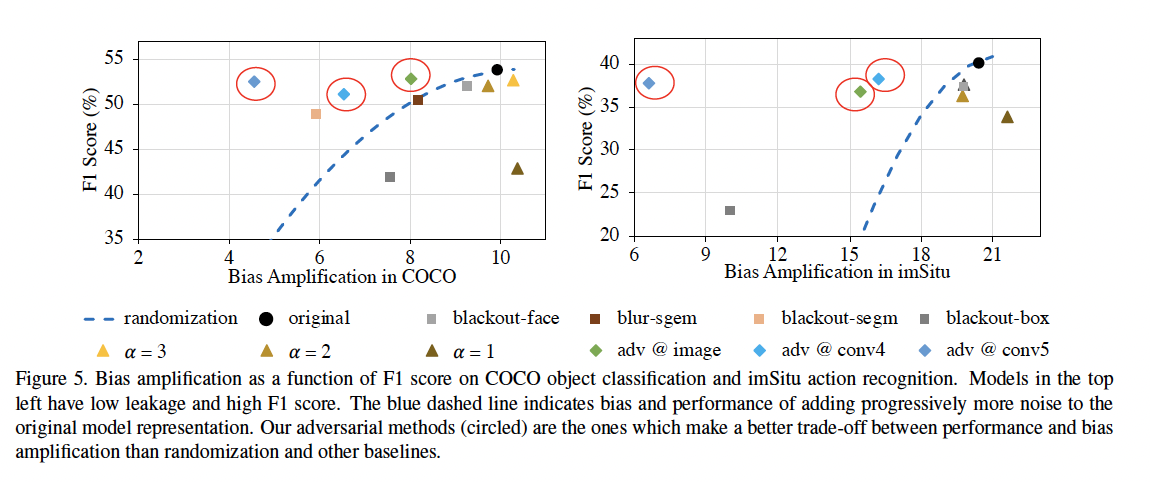 55
50
45
40
35
F1 Score (%)
2
4
6
8
10
Bias Amplification in COCO
40
35
30
25
20
F1 Score (%)
6
9
12
15
18
21
Bias Amplification in imSitu
randomization original blackout-face blur-sgem blackout-segm blackout-box
α = 3 α = 2 α = 1 adv @ image adv @ conv4 adv @ conv5
Figure 5. Bias amplification as a function of F1 score on COCO object classification and imSitu action recognition. Models in the top
left have low leakage and high F1 score. The blue dashed line indicates bias and performance of adding progressively more noise to the
original model representation. Our adversarial methods (circled) are the ones which make a better trade-off between performance and bias
amplification than randomization and other baselines.